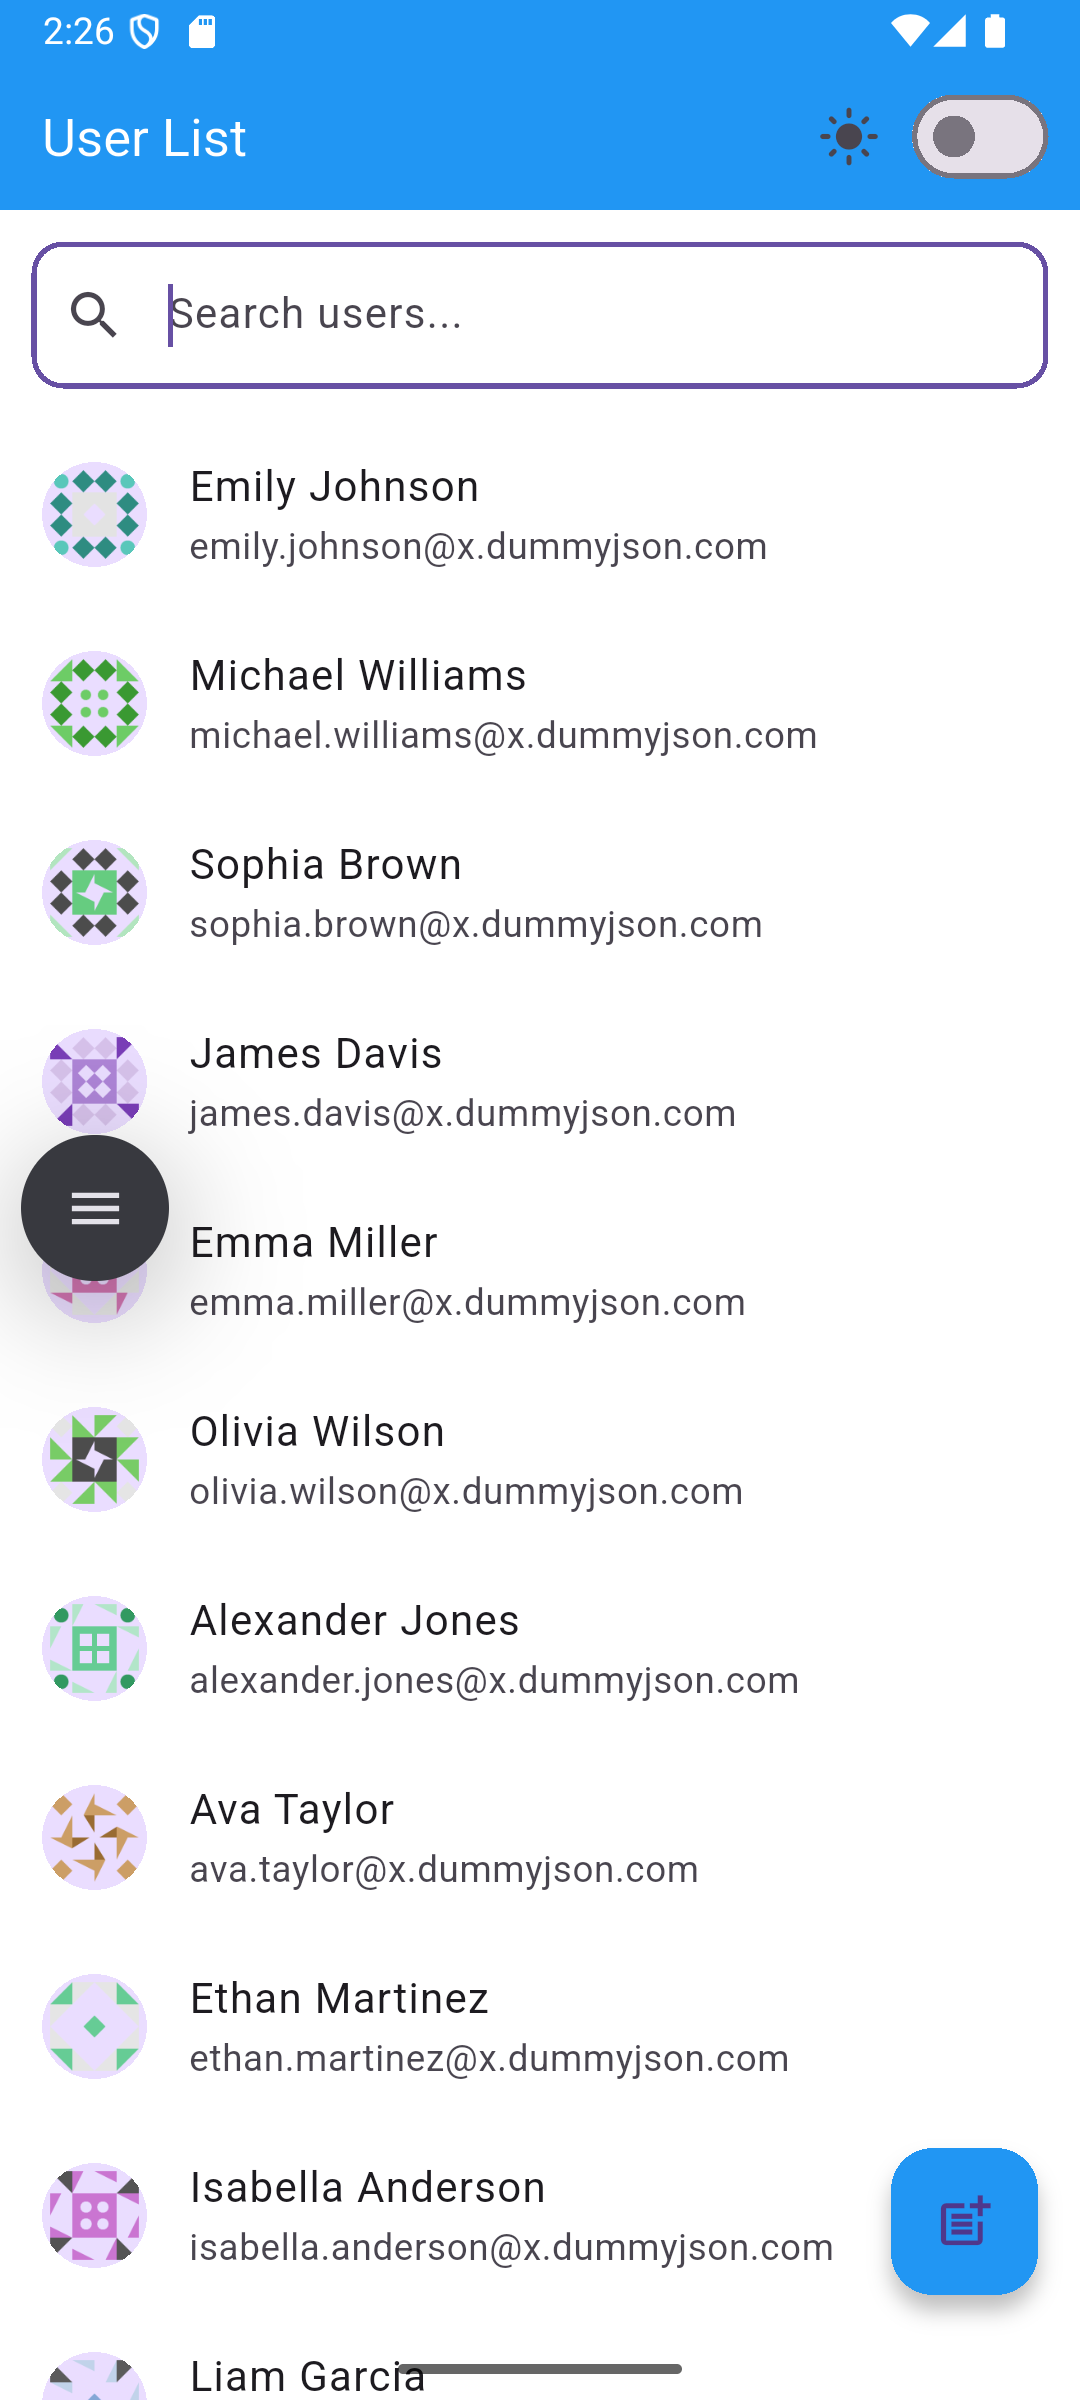 2:26
User List
Search users...
Emily Johnson
emily.johnson@x.dummyjson.com
Michael Williams
michael.williams@x.dummyjson.com
Sophia Brown
sophia.brown@x.dummyjson.com
James Davis
james.davis@x.dummyjson.com
Emma Miller
emma.miller@x.dummyjson.com
Olivia Wilson
olivia.wilson@x.dummyjson.com
Alexander Jones
alexander.jones@x.dummyjson.com
Ava Taylor
ava.taylor@x.dummyjson.com
Ethan Martinez
ethan.martinez@x.dummyjson.com
Isabella Anderson
isabella.anderson@x.dummyjson.com
Liam Garcia